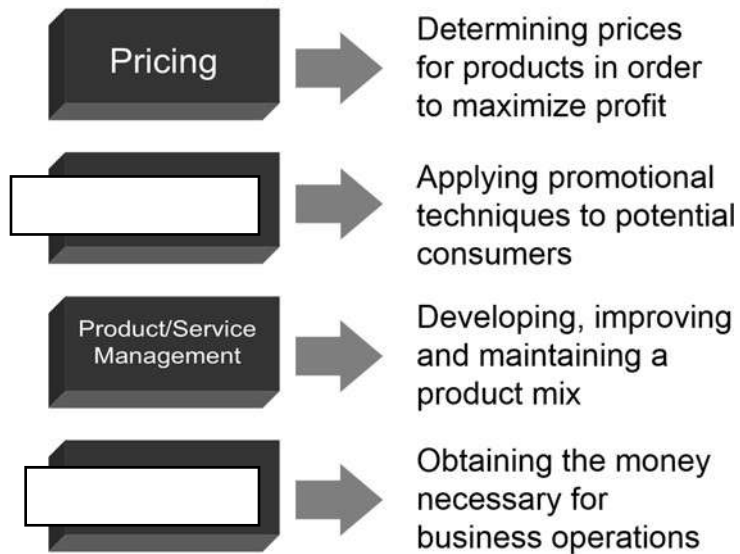 Pricing
Determining prices
for products in order
to maximize profit
Applying promotional
techniques to potential
consumers
Product/Service
Management
Developing, improving
and maintaining a
product mix
Obtaining the money
necessary for
business operations